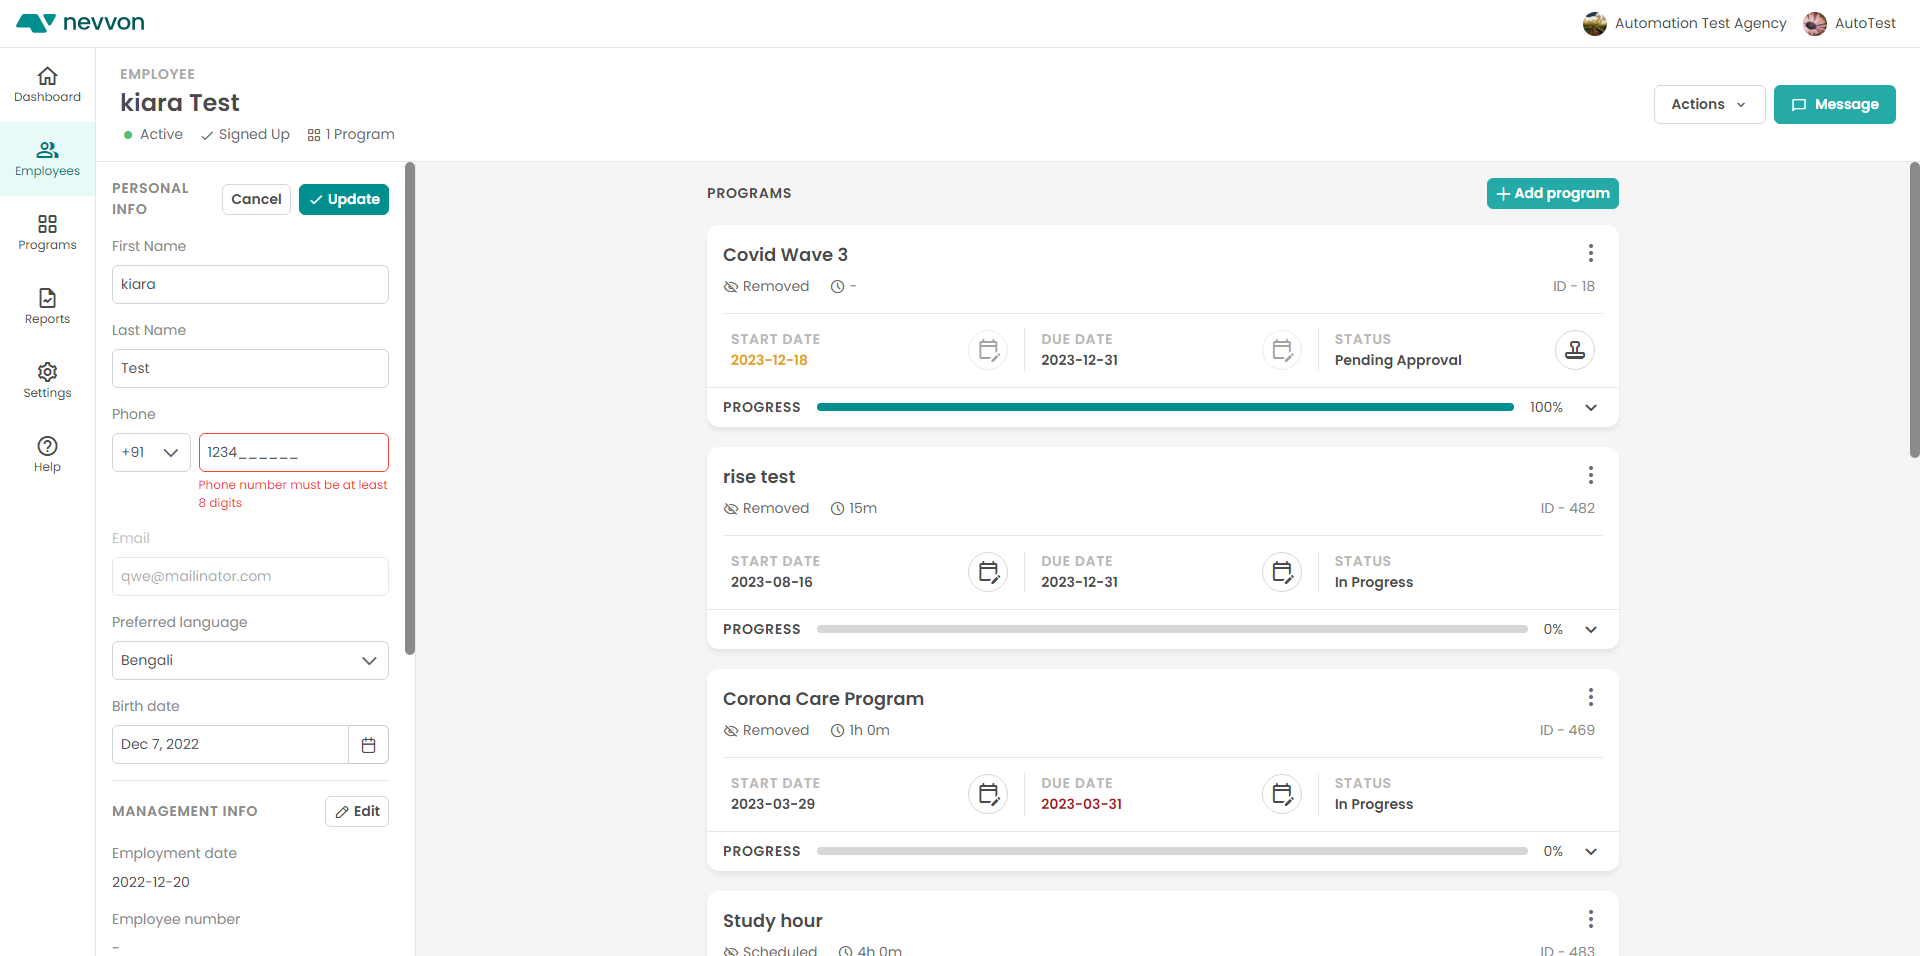 nevvon
Automation Test Agency
AutoTest
Dashboard
Employees
Programs
Reports
Settings
Help
EMPLOYEE
kiara Test
Active
Signed Up
1 Program
Actions
Message
PERSONAL
INFO
Cancel
Update
First Name
kiara
Last Name
Test
Phone
+91
1234______
Phone number must be at least
8 digits
Email
qwe@mailinator.com
Preferred language
Bengali
Birth date
Dec 7, 2022
MANAGEMENT INFO
Edit
Employment date
2022-12-20
Employee number
-
PROGRAMS
Add program
Covid Wave 3
Removed
-
ID - 18
START DATE
2023-12-18
DUE DATE
2023-12-31
STATUS
Pending Approval
PROGRESS
100%
rise test
Removed
15m
ID - 482
START DATE
2023-08-16
DUE DATE
2023-12-31
STATUS
In Progress
PROGRESS
0%
Corona Care Program
Removed
1h 0m
ID - 469
START DATE
2023-03-29
DUE DATE
2023-03-31
STATUS
In Progress
PROGRESS
0%
Study hour
Scheduled
4h 0m
ID - 483